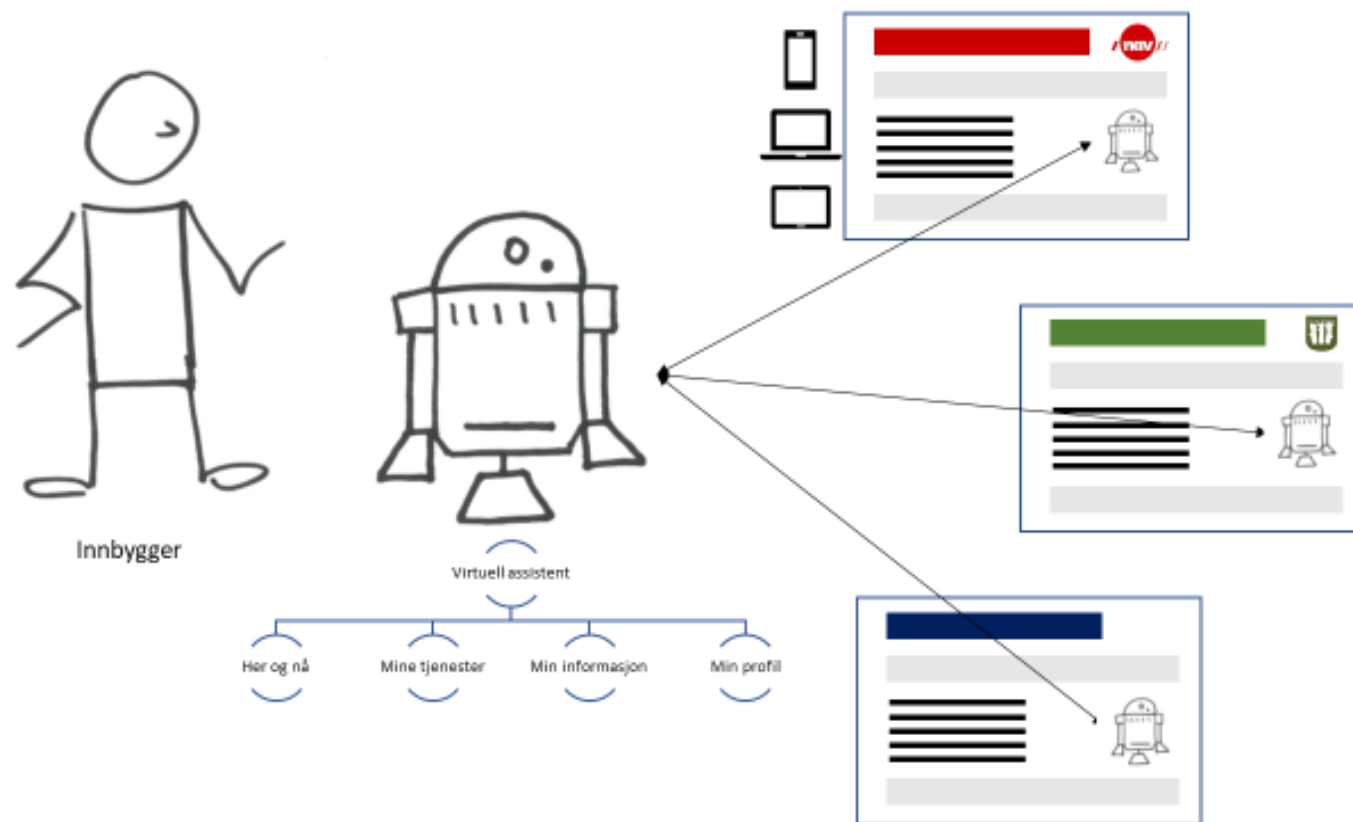 NAV
Innbygger
Virtuell assistent
Her og nå
Mine tjenester
Min informasjon
Min profil